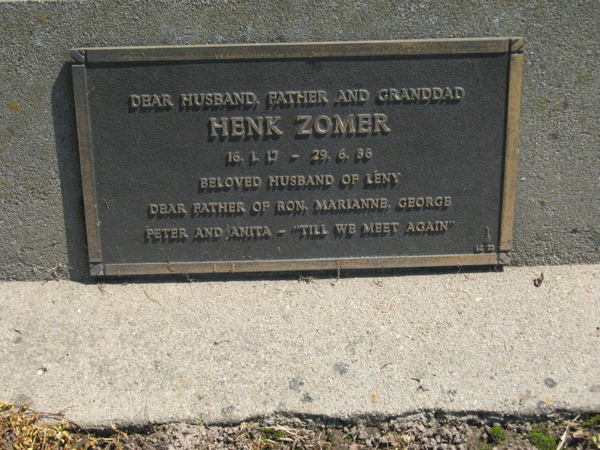 DEAR HUSBAND, FATHER AND GRANDDAD
HENK ZOMER
16. 1. 17 – 29. 6. 86
BELOVED HUSBAND OF LENY
DEAR FATHER OF RON, MARIANNE, GEORGE
PETER AND ANITA – "TILL WE MEET AGAIN"